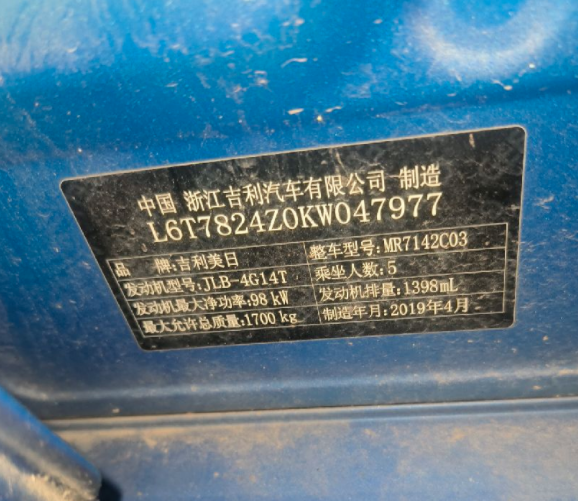 中国 浙江吉利汽车有限公司 制造
L6T7824Z0KW047977
品 牌:吉利美日 整车型号:MR7142C03
发动机型号:JLB-4G14T 乘坐人数:5
发动机最大净功率:98 kW 发动机排量:1398mL
最大允许总质量:1700 kg 制造年月:2019年4月